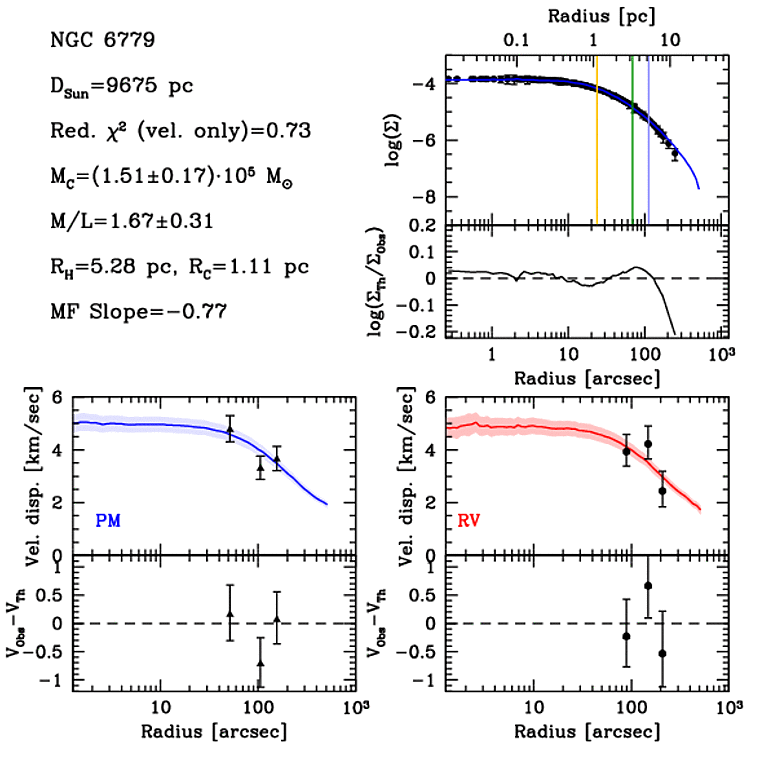 NGC 6779
D_Sun=9675 pc
Red. χ² (vel. only)=0.73
M_C=(1.51±0.17)·10⁵ M_⊙
M/L=1.67±0.31
R_H=5.28 pc, R_C=1.11 pc
MF Slope=−0.77
Radius [pc]
0.1 1 10
log(Σ)
−4
−6
−8
log(Σ_Th/Σ_Obs)
0.2
0.1
0
−0.1
−0.2
1 10 100 10³
Radius [arcsec]
Vel. disp. [km/sec]
6
4
2
0
PM
V_Obs−V_Th
1
0.5
0
−0.5
−1
10 100 10³
Radius [arcsec]
Vel. disp. [km/sec]
6
4
2
0
RV
V_Obs−V_Th
1
0.5
0
−0.5
−1
10 100 10³
Radius [arcsec]